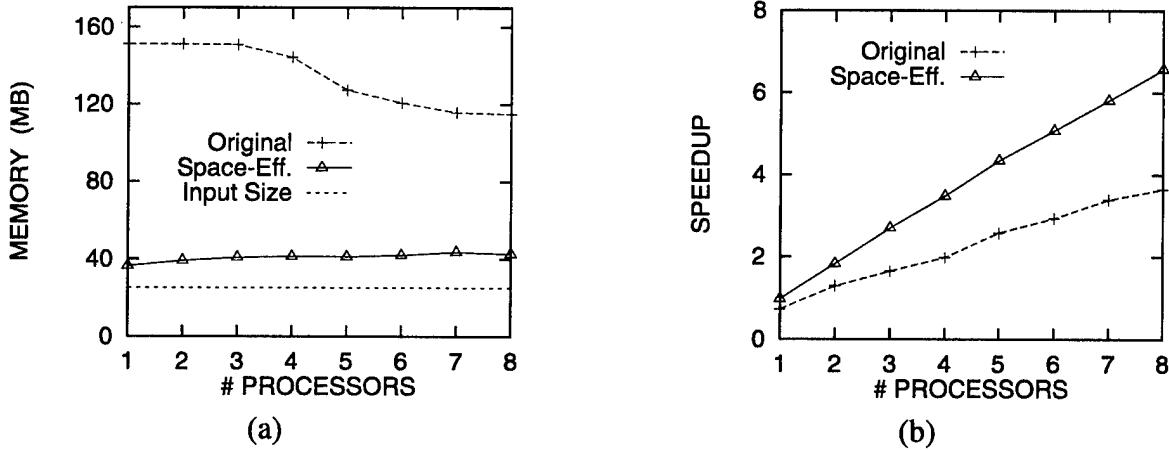 160
120
80
40
0
MEMORY (MB)
Original
Space-Eff.
Input Size
1 2 3 4 5 6 7 8
# PROCESSORS
(a)
8
6
4
2
0
SPEEDUP
Original
Space-Eff.
1 2 3 4 5 6 7 8
# PROCESSORS
(b)